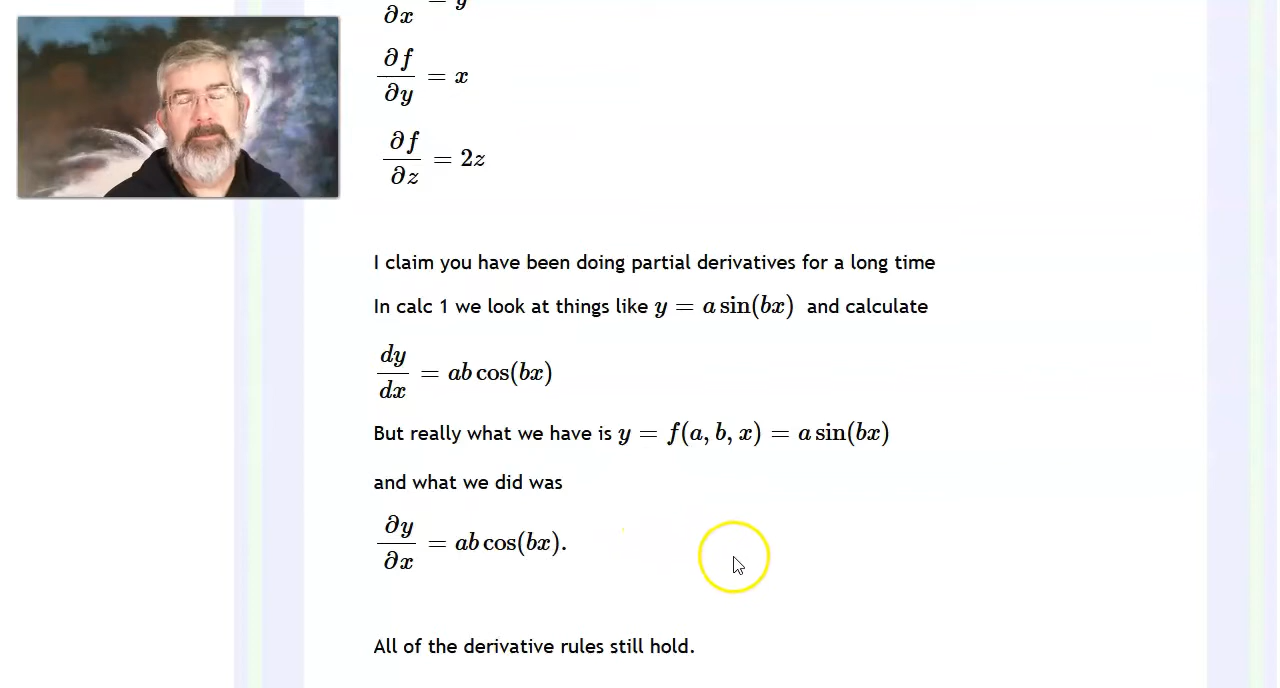 ∂f/∂x = y
∂f/∂y = x
∂f/∂z = 2z
I claim you have been doing partial derivatives for a long time
In calc 1 we look at things like y = a sin(bx) and calculate
dy/dx = ab cos(bx)
But really what we have is y = f(a, b, x) = a sin(bx)
and what we did was
∂y/∂x = ab cos(bx).
All of the derivative rules still hold.